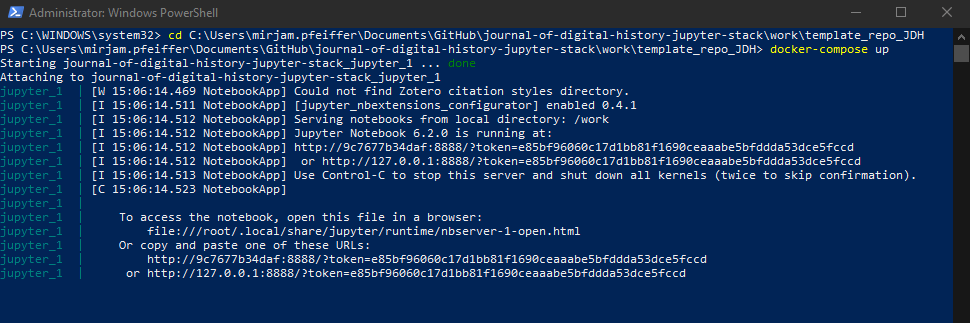 Administrator: Windows PowerShell
PS C:\WINDOWS\system32> cd C:\Users\mirjam.pfeiffer\Documents\GitHub\journal-of-digital-history-jupyter-stack\work\template_repo_JDH
PS C:\Users\mirjam.pfeiffer\Documents\GitHub\journal-of-digital-history-jupyter-stack\work\template_repo_JDH> docker-compose up
Starting journal-of-digital-history-jupyter-stack_jupyter_1 ... done
Attaching to journal-of-digital-history-jupyter-stack_jupyter_1
jupyter_1  | [W 15:06:14.469 NotebookApp] Could not find Zotero citation styles directory.
jupyter_1  | [I 15:06:14.511 NotebookApp] [jupyter_nbextensions_configurator] enabled 0.4.1
jupyter_1  | [I 15:06:14.512 NotebookApp] Serving notebooks from local directory: /work
jupyter_1  | [I 15:06:14.512 NotebookApp] Jupyter Notebook 6.2.0 is running at:
jupyter_1  | [I 15:06:14.512 NotebookApp] http://9c7677b34daf:8888/?token=e85bf96060c17d1bb81f1690ceaaabe5bfddda53dce5fccd
jupyter_1  | [I 15:06:14.512 NotebookApp]  or http://127.0.0.1:8888/?token=e85bf96060c17d1bb81f1690ceaaabe5bfddda53dce5fccd
jupyter_1  | [I 15:06:14.513 NotebookApp] Use Control-C to stop this server and shut down all kernels (twice to skip confirmation).
jupyter_1  | [C 15:06:14.523 NotebookApp]
jupyter_1  |
jupyter_1  |     To access the notebook, open this file in a browser:
jupyter_1  |         file:///root/.local/share/jupyter/runtime/nbserver-1-open.html
jupyter_1  |     Or copy and paste one of these URLs:
jupyter_1  |         http://9c7677b34daf:8888/?token=e85bf96060c17d1bb81f1690ceaaabe5bfddda53dce5fccd
jupyter_1  |      or http://127.0.0.1:8888/?token=e85bf96060c17d1bb81f1690ceaaabe5bfddda53dce5fccd